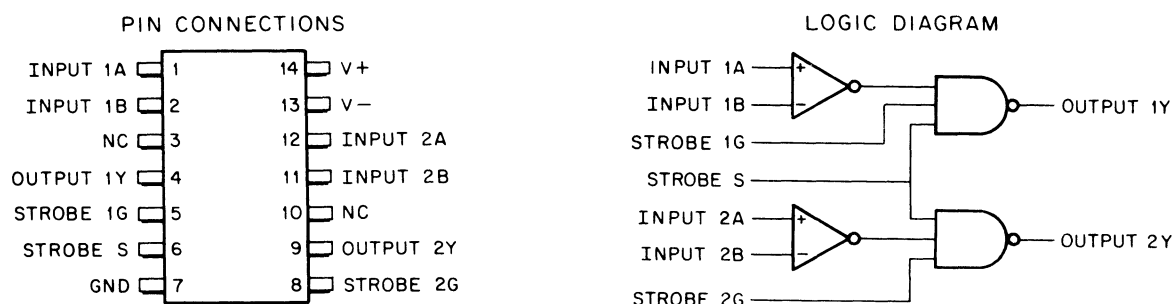 PIN CONNECTIONS
INPUT 1A 1 14 V+
INPUT 1B 2 13 V-
NC 3 12 INPUT 2A
OUTPUT 1Y 4 11 INPUT 2B
STROBE 1G 5 10 NC
STROBE S 6 9 OUTPUT 2Y
GND 7 8 STROBE 2G
LOGIC DIAGRAM
INPUT 1A +
INPUT 1B -
OUTPUT 1Y
STROBE 1G
STROBE S
INPUT 2A +
INPUT 2B -
OUTPUT 2Y
STROBE 2G